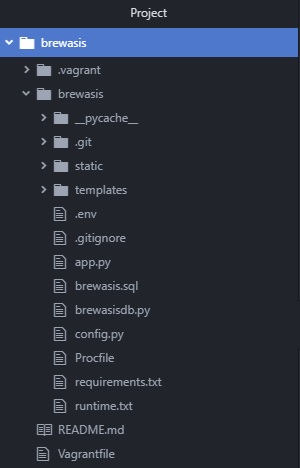 Project
brewasis
.vagrant
brewasis
__pycache__
.git
static
templates
.env
.gitignore
app.py
brewasis.sql
brewasisdb.py
config.py
Procfile
requirements.txt
runtime.txt
README.md
Vagrantfile